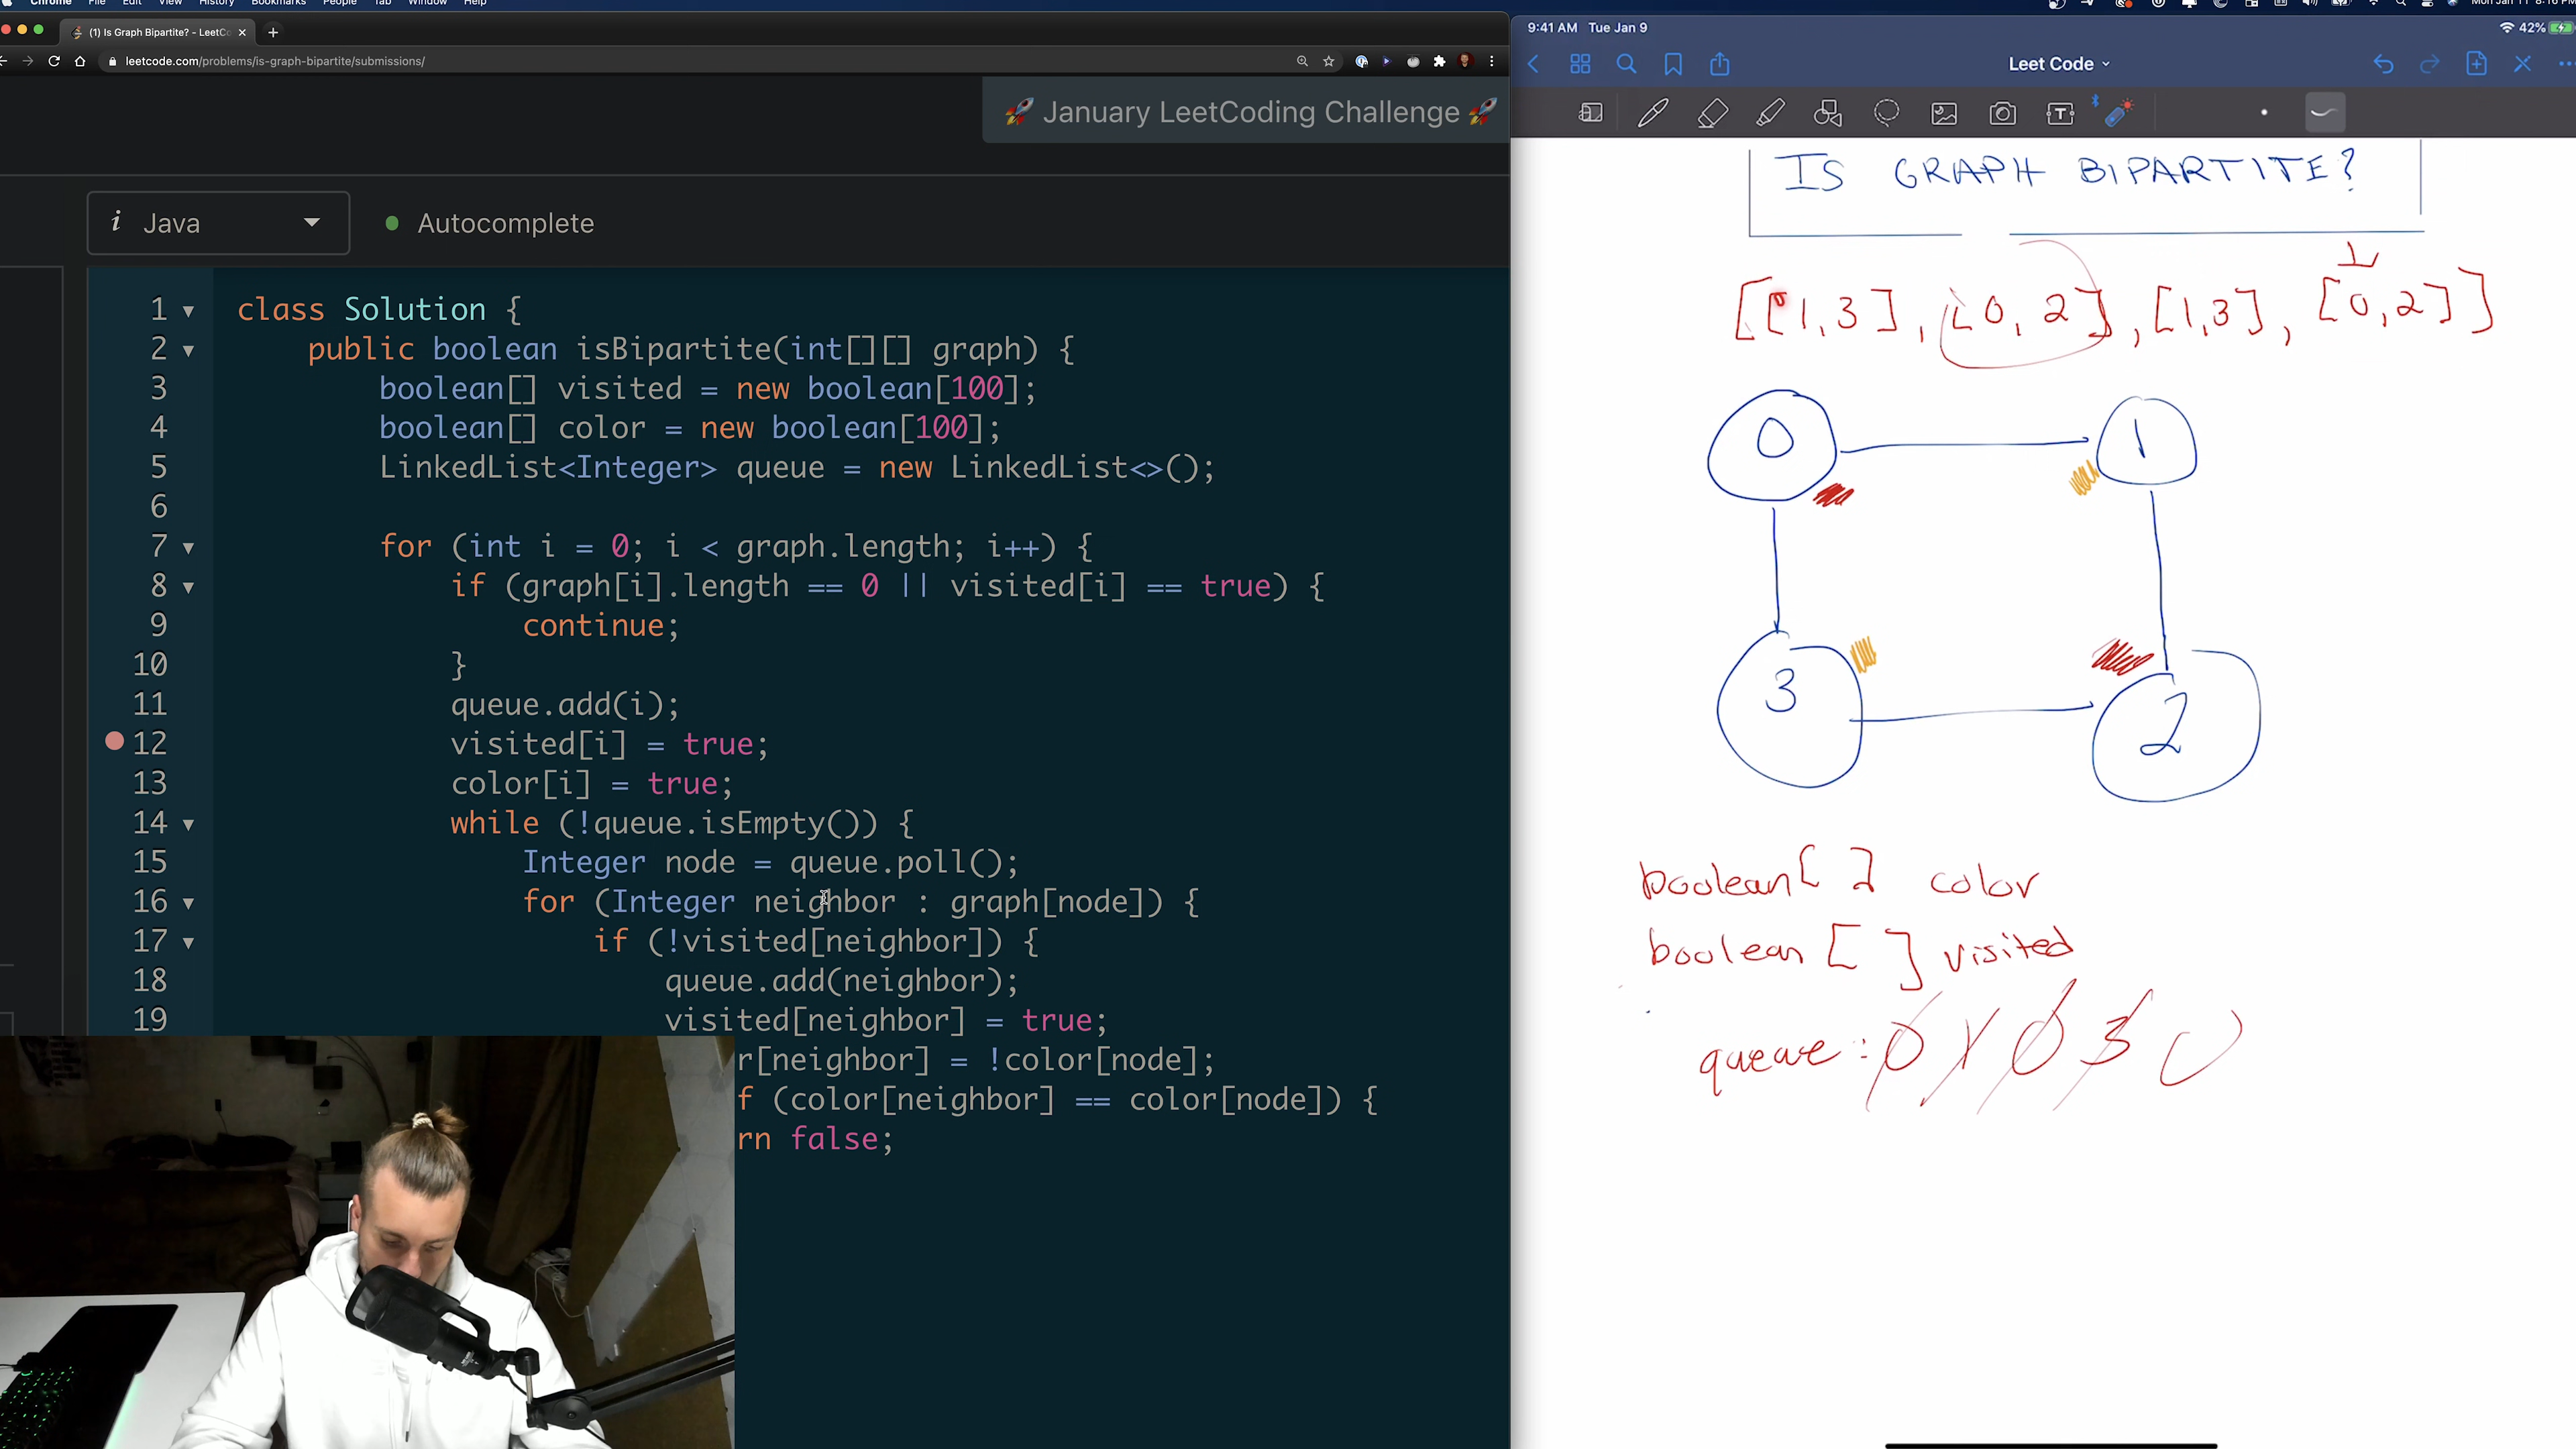 Chrome File Edit View History Bookmarks People Tab Window Help
(1) Is Graph Bipartite? - LeetCo
leetcode.com/problems/is-graph-bipartite/submissions/
January LeetCoding Challenge
i Java
Autocomplete
1 class Solution {
2 public boolean isBipartite(int[][] graph) {
3 boolean[] visited = new boolean[100];
4 boolean[] color = new boolean[100];
5 LinkedList<Integer> queue = new LinkedList<>();
6
7 for (int i = 0; i < graph.length; i++) {
8 if (graph[i].length == 0 || visited[i] == true) {
9 continue;
10 }
11 queue.add(i);
12 visited[i] = true;
13 color[i] = true;
14 while (!queue.isEmpty()) {
15 Integer node = queue.poll();
16 for (Integer neighbor : graph[node]) {
17 if (!visited[neighbor]) {
18 queue.add(neighbor);
19 visited[neighbor] = true;
r[neighbor] = !color[node];
f (color[neighbor] == color[node]) {
rn false;
9:41 AM Tue Jan 9
42%
Leet Code
IS GRAPH BIPARTITE?
[[1,3], [0,2], [1,3], [0,2]]
0
1
3
2
boolean[ ] color
boolean[ ] visited
queue: 0 1 0 3 0